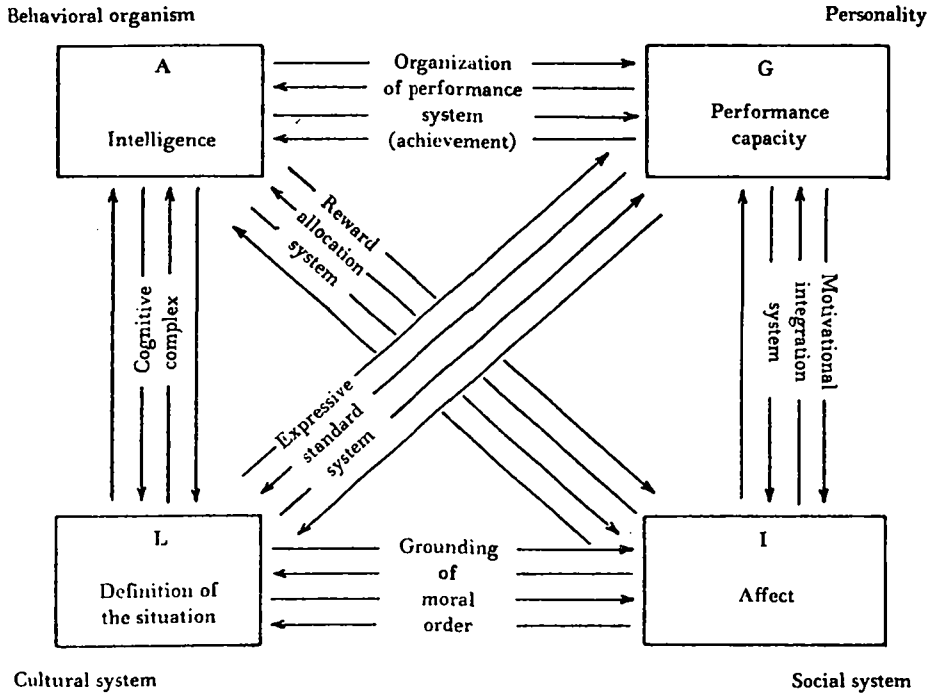 Behavioral organism
Personality
A
Intelligence
Organization
of performance
system
(achievement)
G
Performance
capacity
Reward
allocation
system
Cognitive
complex
Expressive
standard
system
Motivational
integration
system
L
Definition of
the situation
Grounding
of
moral
order
I
Affect
Cultural system
Social system